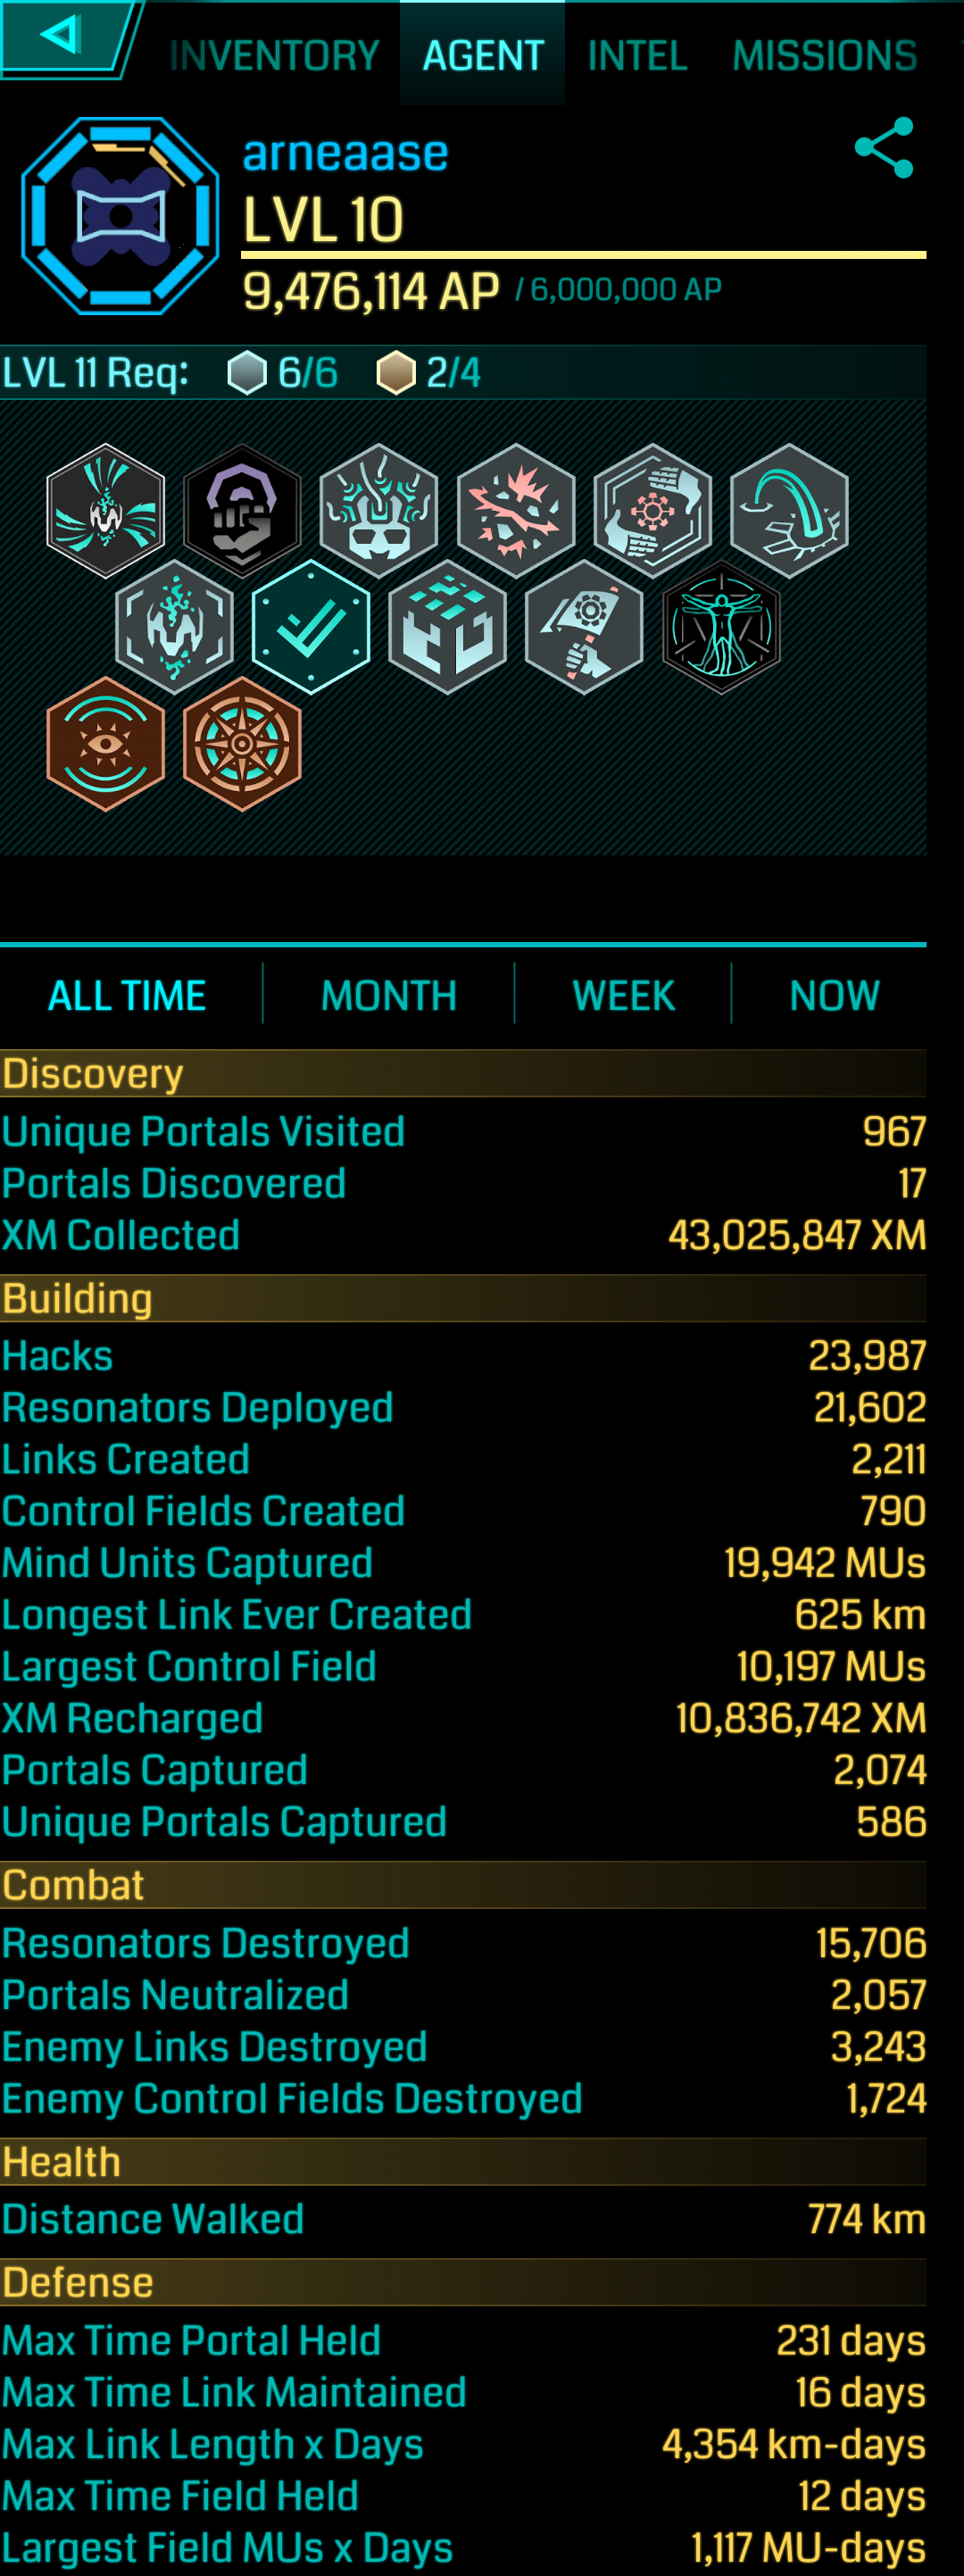 INVENTORY AGENT INTEL MISSIONS
arneaase
LVL 10
9,476,114 AP / 6,000,000 AP
LVL 11 Req: 6/6 2/4
ALL TIME MONTH WEEK NOW
Discovery
Unique Portals Visited 967
Portals Discovered 17
XM Collected 43,025,847 XM
Building
Hacks 23,987
Resonators Deployed 21,602
Links Created 2,211
Control Fields Created 790
Mind Units Captured 19,942 MUs
Longest Link Ever Created 625 km
Largest Control Field 10,197 MUs
XM Recharged 10,836,742 XM
Portals Captured 2,074
Unique Portals Captured 586
Combat
Resonators Destroyed 15,706
Portals Neutralized 2,057
Enemy Links Destroyed 3,243
Enemy Control Fields Destroyed 1,724
Health
Distance Walked 774 km
Defense
Max Time Portal Held 231 days
Max Time Link Maintained 16 days
Max Link Length x Days 4,354 km-days
Max Time Field Held 12 days
Largest Field MUs x Days 1,117 MU-days